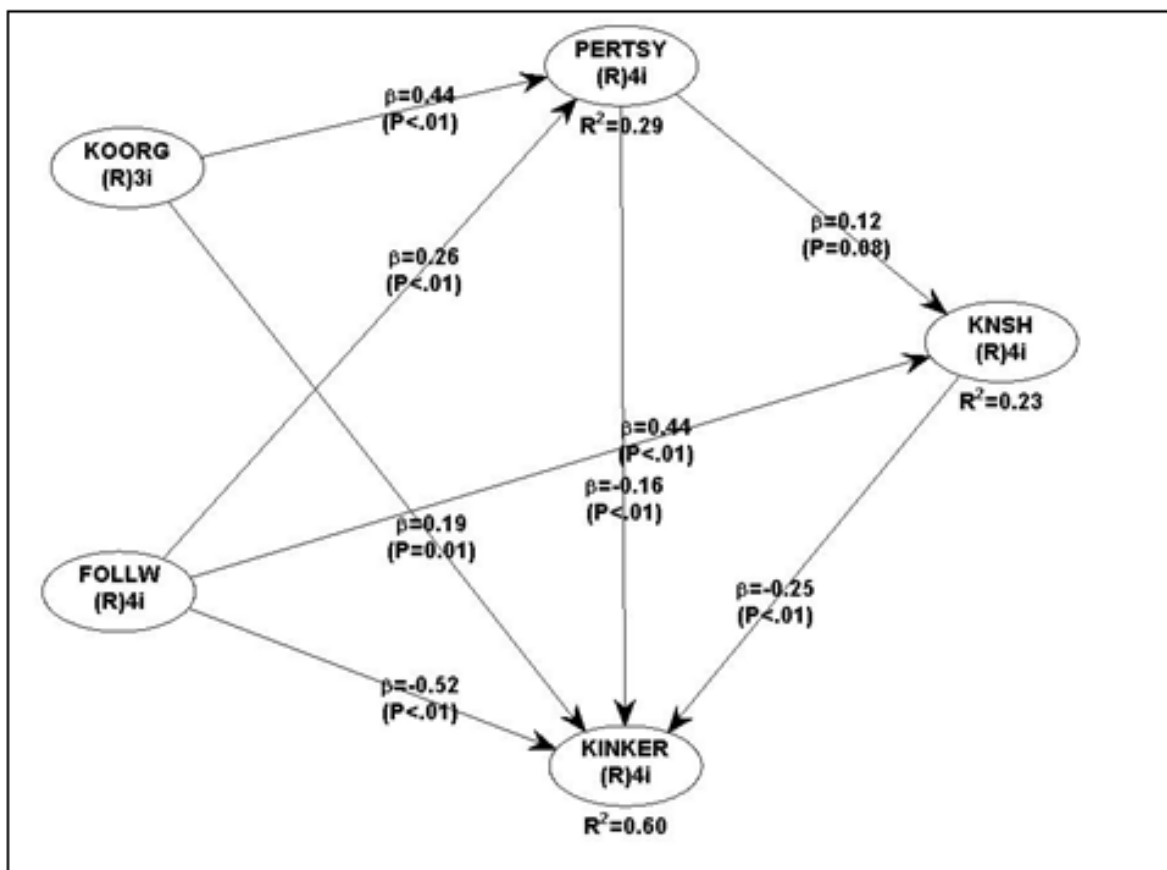 PERTSY
(R)4i
R²=0.29
β=0.44
(P<.01)
KOORG
(R)3i
β=0.12
(P=0.08)
β=0.26
(P<.01)
KNSH
(R)4i
R²=0.23
β=0.44
(P<.01)
β=-0.16
(P<.01)
β=0.19
(P=0.01)
FOLLW
(R)4i
β=-0.25
(P<.01)
β=-0.52
(P<.01)
KINKER
(R)4i
R²=0.60